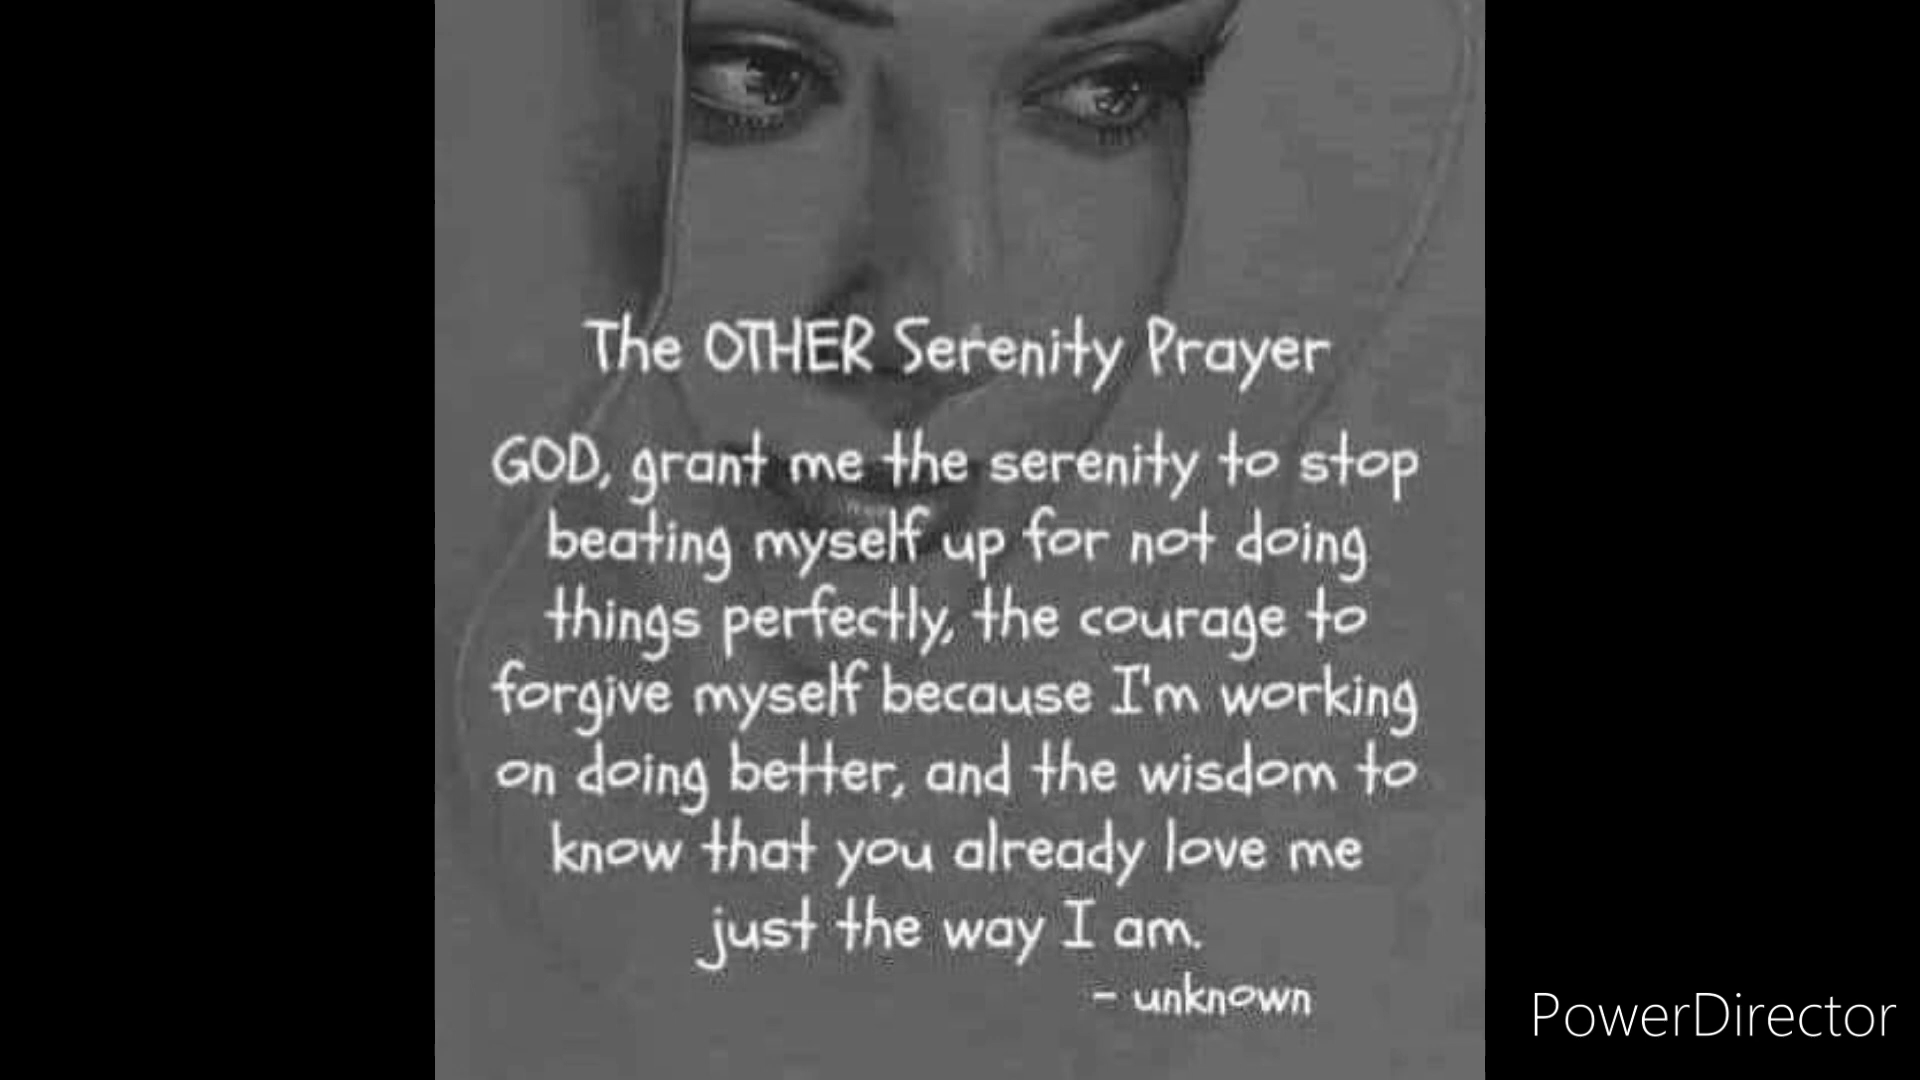 The OTHER Serenity Prayer
GOD, grant me the serenity to stop
beating myself up for not doing
things perfectly, the courage to
forgive myself because I'm working
on doing better, and the wisdom to
know that you already love me
just the way I am.
- unknown
PowerDirector